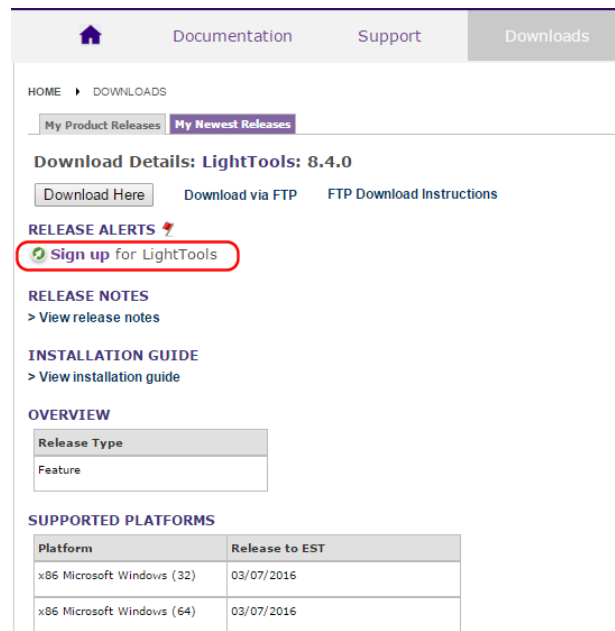 Documentation Support Downloads
HOME DOWNLOADS
My Product Releases My Newest Releases
Download Details: LightTools: 8.4.0
Download Here Download via FTP FTP Download Instructions
RELEASE ALERTS
Sign up for LightTools
RELEASE NOTES
> View release notes
INSTALLATION GUIDE
> View installation guide
OVERVIEW
Release Type
Feature
SUPPORTED PLATFORMS
Platform Release to EST
x86 Microsoft Windows (32) 03/07/2016
x86 Microsoft Windows (64) 03/07/2016